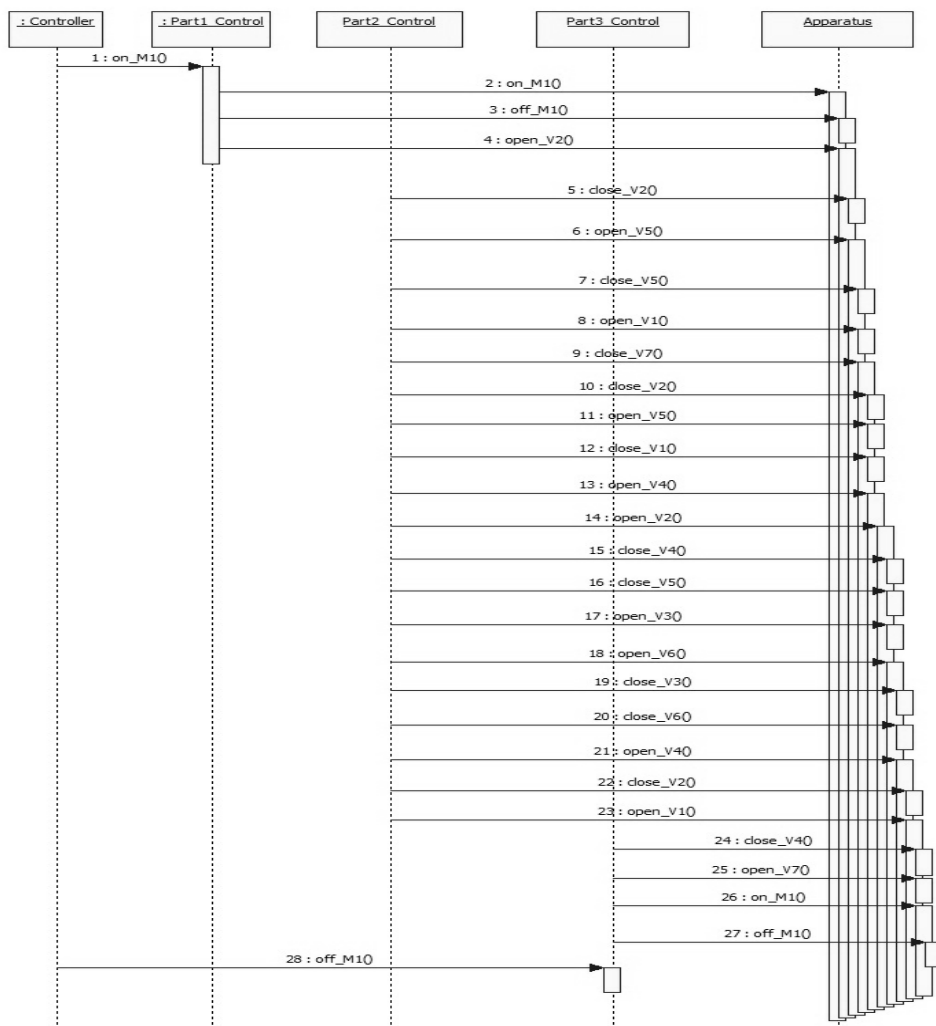 : Controller
: Part1_Control
Part2_Control
Part3_Control
Apparatus
1 : on_M1()
2 : on_M1()
3 : off_M1()
4 : open_V2()
5 : close_V2()
6 : open_V5()
7 : close_V5()
8 : open_V1()
9 : close_V7()
10 : close_V2()
11 : open_V5()
12 : close_V1()
13 : open_V4()
14 : open_V2()
15 : close_V4()
16 : close_V5()
17 : open_V3()
18 : open_V6()
19 : close_V3()
20 : close_V6()
21 : open_V4()
22 : close_V2()
23 : open_V1()
24 : close_V4()
25 : open_V7()
26 : on_M1()
27 : off_M1()
28 : off_M1()